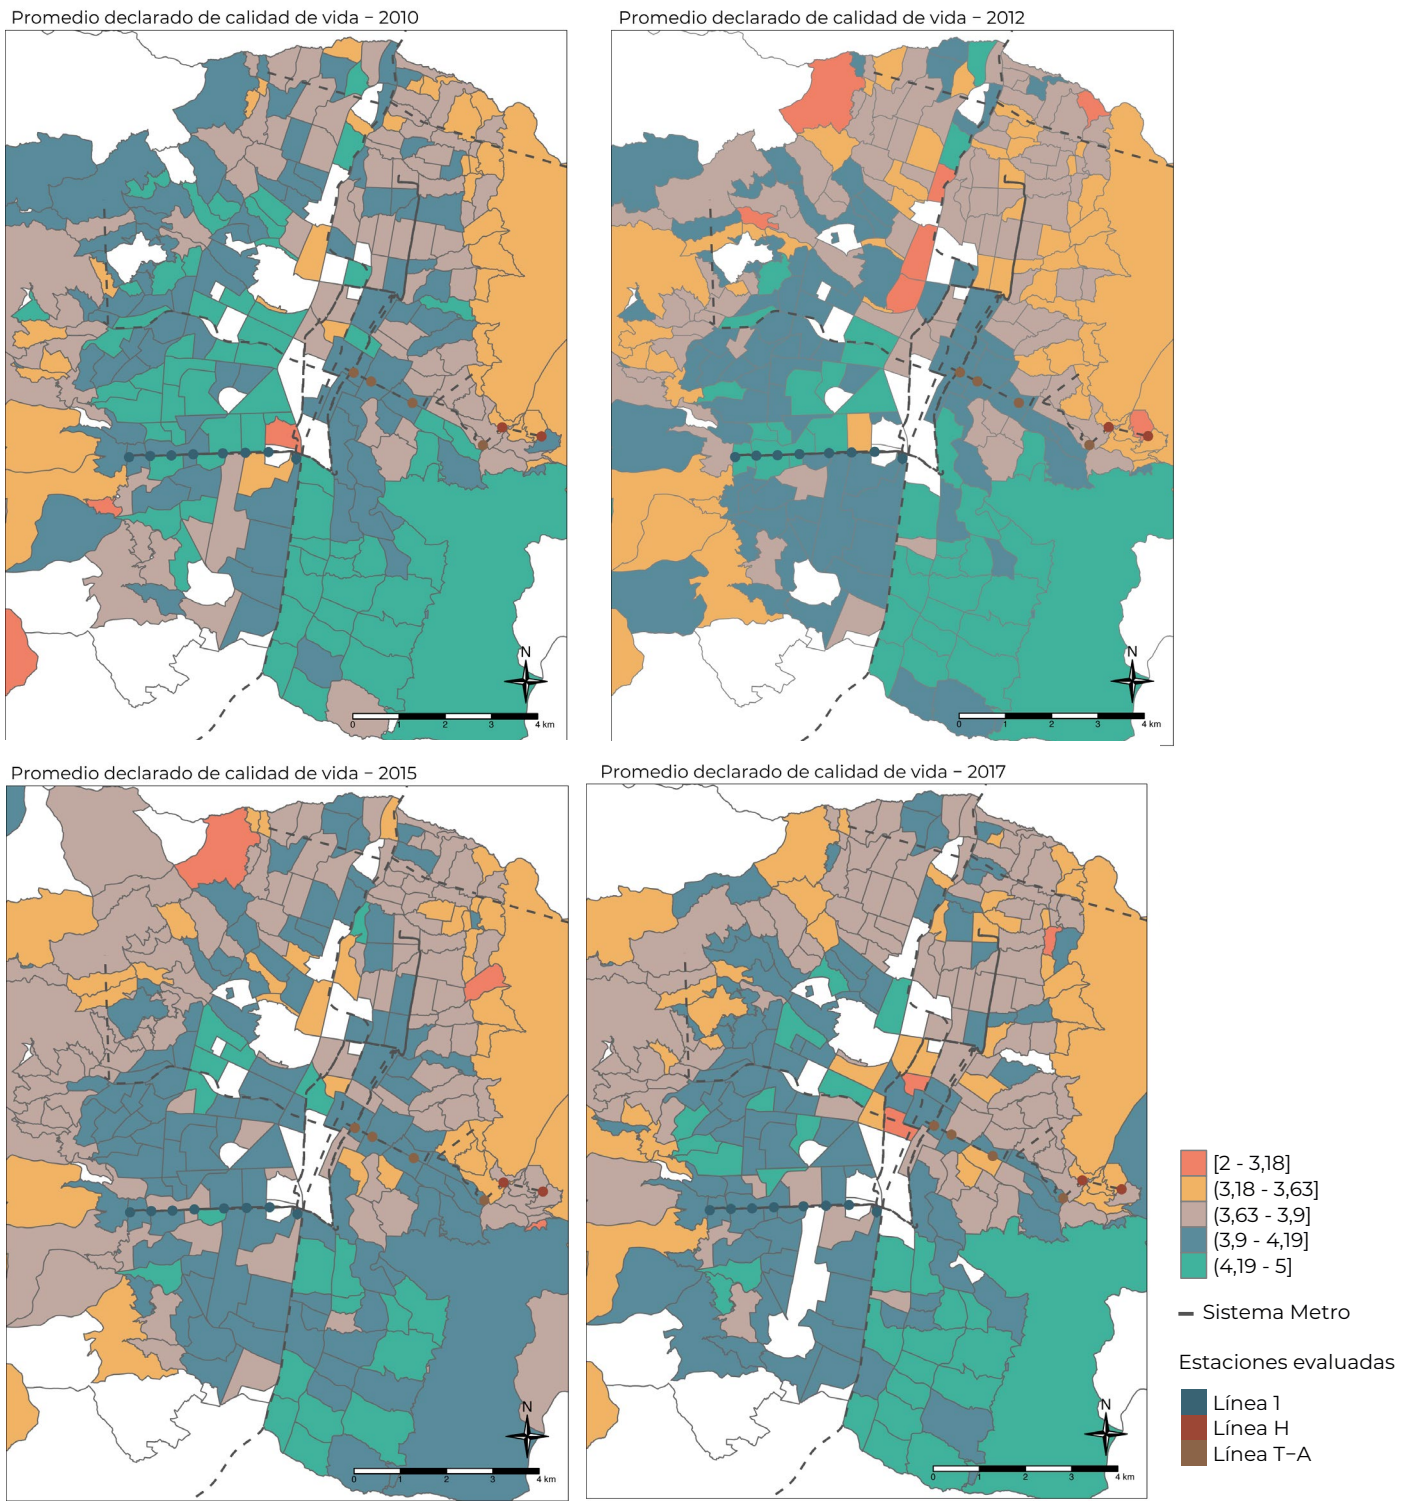 Promedio declarado de calidad de vida – 2010
Promedio declarado de calidad de vida – 2012
N
0 1 2 3 4 km
N
0 1 2 3 4 km
Promedio declarado de calidad de vida – 2015
Promedio declarado de calidad de vida – 2017
N
0 1 2 3 4 km
N
0 1 2 3 4 km
[2 - 3,18]
(3,18 - 3,63]
(3,63 - 3,9]
(3,9 - 4,19]
(4,19 - 5]
Sistema Metro
Estaciones evaluadas
Línea 1
Línea H
Línea T–A